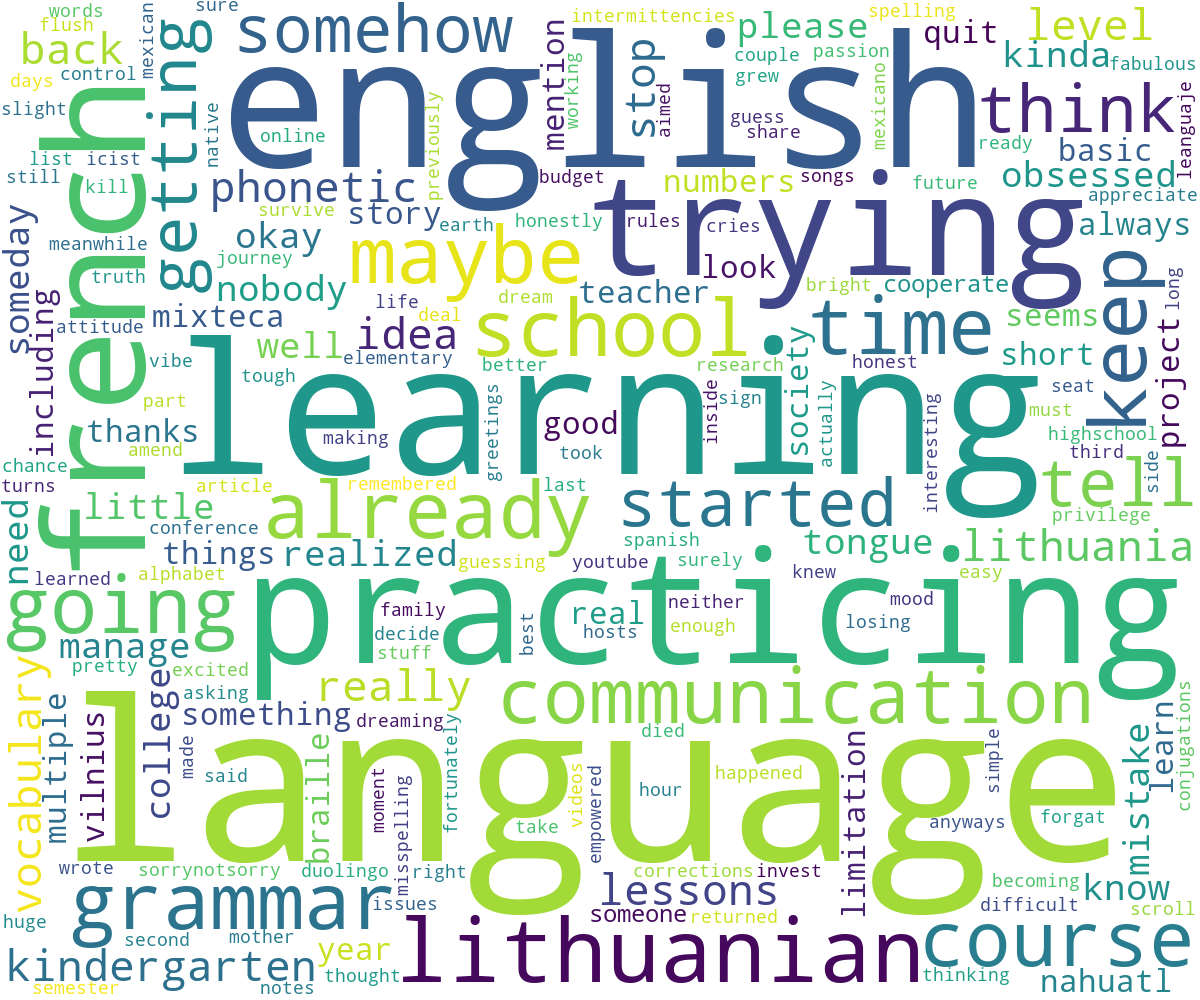 words
flush
days
back
control
slight
mexican
sure
getting
somehow
english
intermittencies
mention
working
stop
aimed
please
couple
grew
spelling
passion
quit
level
kinda
fabulous
think
guess
share
mexicano
ready
basic
leanguaje
obsessed
appreciate
list
icist
still
kill
french
native
online
phonetic
previously
budget
numbers
songs
future
survive
story
earth
honestly
rules
cries
trying
always
someday
meanwhile
truth
okay
journey
nobody
maybe
look
teacher
bright
cooperate
keep
long
including
attitude
mixteca
life
dream
deal
idea
school
time
seems
project
vibe
well
elementary
tough
better
research
society
honest
short
seat
part
learning
thanks
amend
making
greetings
good
took
inside
sign
actually
interesting
must
highschool
third
side
chance
turns
article
remembered
last
already
started
tell
privilege
need
little
conference
things
realized
guessing
spanish
youtube
surely
tongue
lithuania
learned
alphabet
knew
easy
going
practicing
family
decide
stuff
best
real
hosts
neither
enough
mood
losing
manage
pretty
excited
asking
vocabulary
multiple
vilnius
college
made
something
really
dreaming
communication
died
learn
conjugations
mistake
limitation
simple
said
braille
moment
misspelling
fortunately
language
take
videos
empowered
hour
happened
anyways
forgat
wrote
sorrynotsorry
duolingo
right
corrections
invest
becoming
know
huge
grammar
issues
lessons
someone
returned
difficult
scroll
second
mother
year
lithuanian
course
kindergarten
thought
thinking
nahuatl
semester
notes